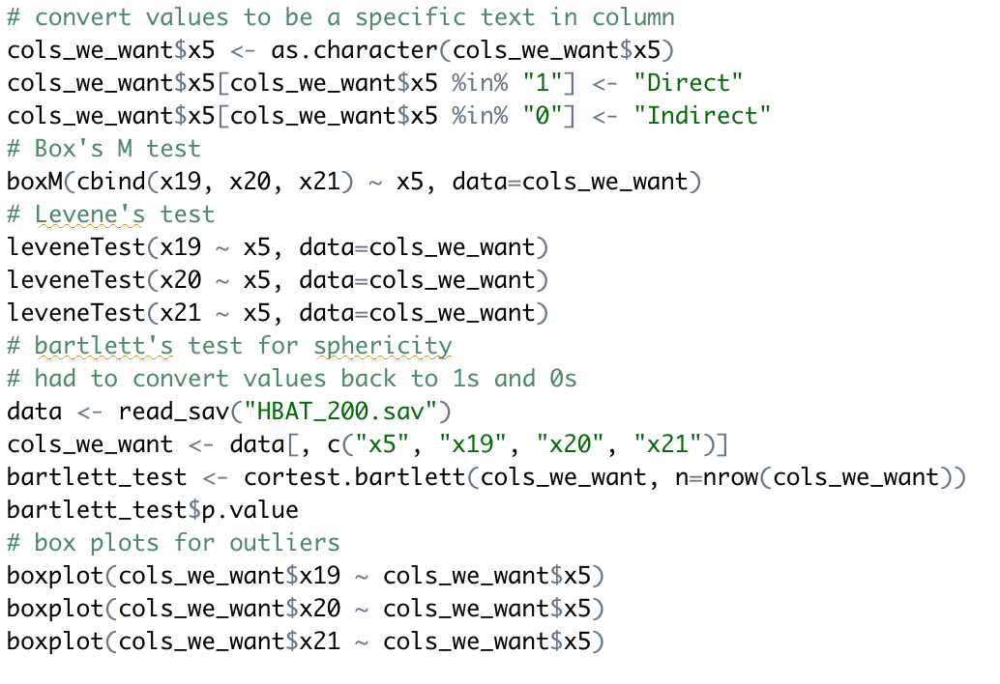 # convert values to be a specific text in column
cols_we_want$x5 <- as.character(cols_we_want$x5)
cols_we_want$x5[cols_we_want$x5 %in% "1"] <- "Direct"
cols_we_want$x5[cols_we_want$x5 %in% "0"] <- "Indirect"
# Box's M test
boxM(cbind(x19, x20, x21) ~ x5, data=cols_we_want)
# Levene's test
leveneTest(x19 ~ x5, data=cols_we_want)
leveneTest(x20 ~ x5, data=cols_we_want)
leveneTest(x21 ~ x5, data=cols_we_want)
# bartlett's test for sphericity
# had to convert values back to 1s and 0s
data <- read_sav("HBAT_200.sav")
cols_we_want <- data[, c("x5", "x19", "x20", "x21")]
bartlett_test <- cortest.bartlett(cols_we_want, n=nrow(cols_we_want))
bartlett_test$p.value
# box plots for outliers
boxplot(cols_we_want$x19 ~ cols_we_want$x5)
boxplot(cols_we_want$x20 ~ cols_we_want$x5)
boxplot(cols_we_want$x21 ~ cols_we_want$x5)